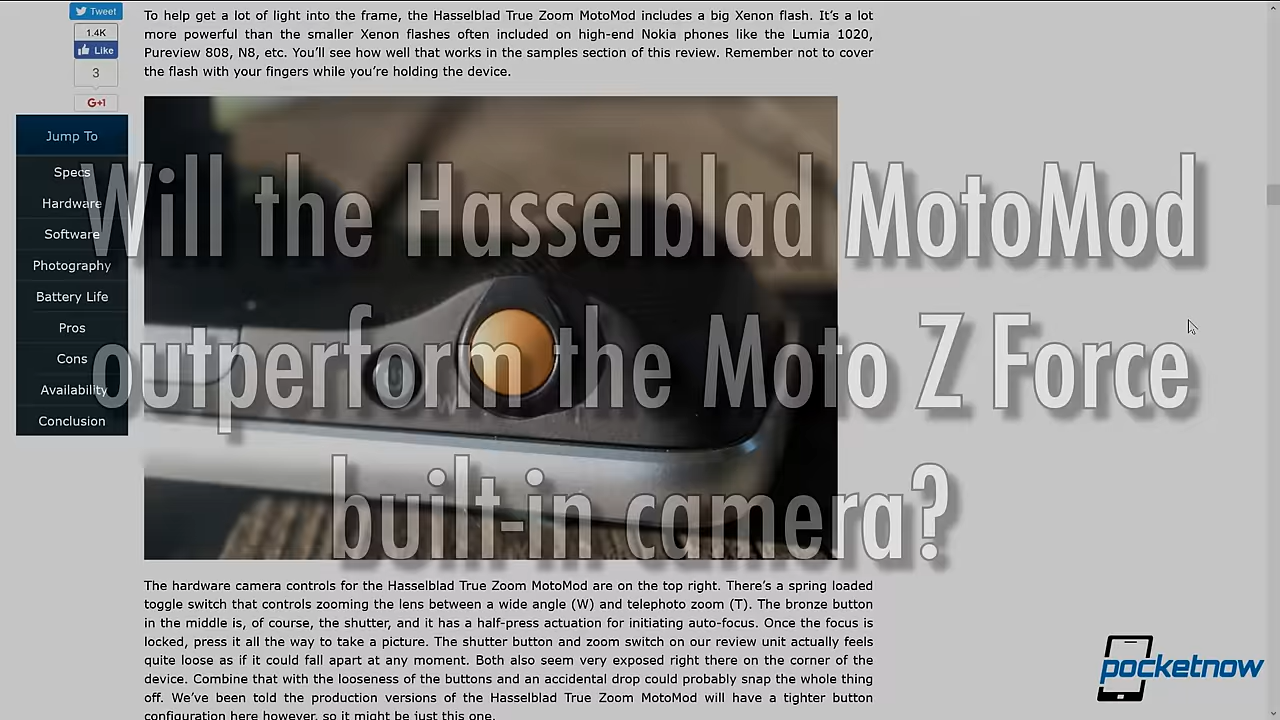 To help get a lot of light into the frame, the Hasselblad True Zoom MotoMod includes a big Xenon flash. It's a lot
more powerful than the smaller Xenon flashes often included on high-end Nokia phones like the Lumia 1020,
Pureview 808, N8, etc. You'll see how well that works in the samples section of this review. Remember not to cover
the flash with your fingers while you're holding the device.
Tweet
1.4K
Like
3
G+1
Jump To
Specs
Hardware
Software
Photography
Battery Life
Pros
Cons
Availability
Conclusion
Will the Hasselblad MotoMod
outperform the Moto Z Force
built-in camera?
The hardware camera controls for the Hasselblad True Zoom MotoMod are on the top right. There's a spring loaded
toggle switch that controls zooming the lens between a wide angle (W) and telephoto zoom (T). The bronze button
in the middle is, of course, the shutter, and it has a half-press actuation for initiating auto-focus. Once the focus is
locked, press it all the way to take a picture. The shutter button and zoom switch on our review unit actually feels
quite loose as if it could fall apart at any moment. Both also seem very exposed right there on the corner of the
device. Combine that with the looseness of the buttons and an accidental drop could probably snap the whole thing
off. We've been told the production version of the Hasselblad True Zoom MotoMod will have a tighter button
configuration here however, so it might be just this one.
pocketnow